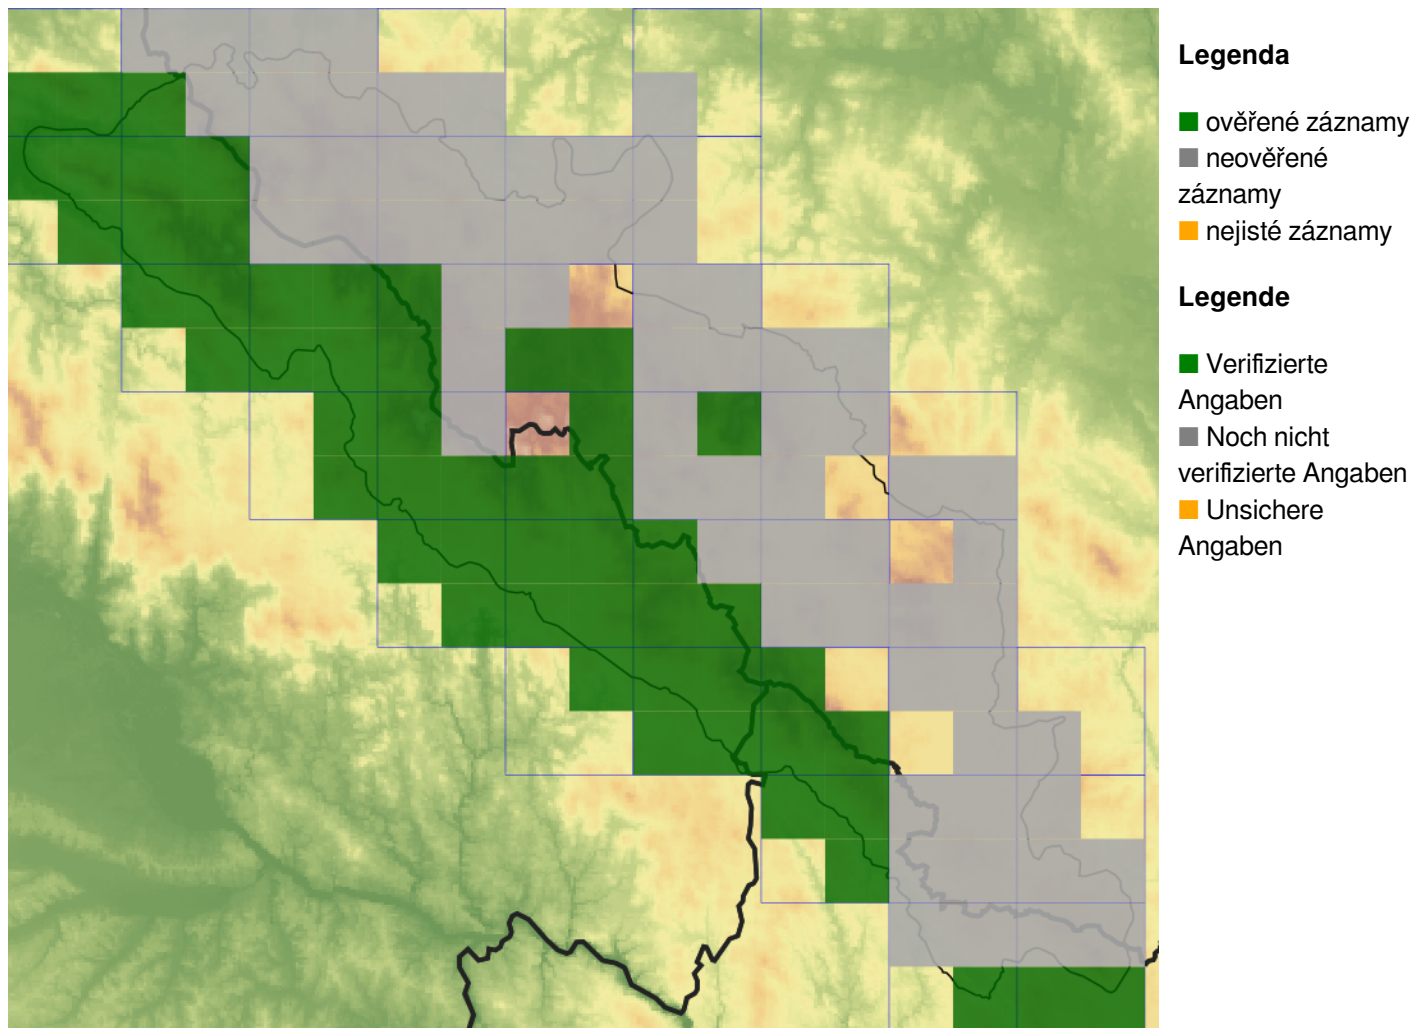 Legenda
ověřené záznamy
neověřené
záznamy
nejisté záznamy
Legende
Verifizierte
Angaben
Noch nicht
verifizierte Angaben
Unsichere
Angaben